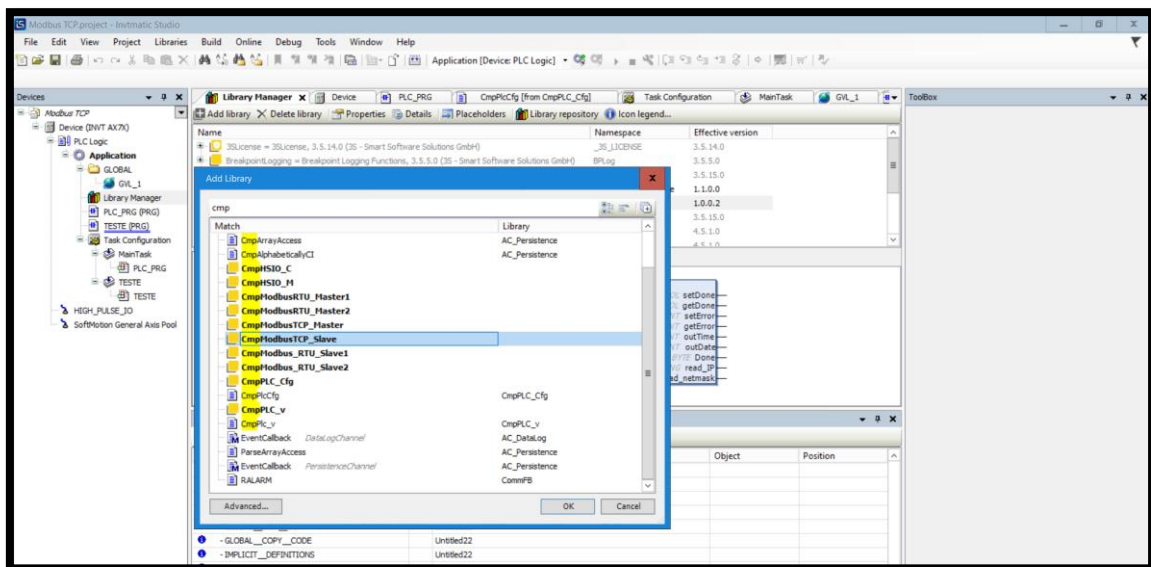 Modbus TCP.project - Invtmatic Studio
File Edit View Project Libraries Build Online Debug Tools Window Help
Application [Device: PLC Logic]
Devices
Library Manager
Device
PLC_PRG
CmpPlcCfg [from CmpPLC_Cfg]
Task Configuration
MainTask
GVL_1
ToolBox
Modbus TCP
Device (INVT AX7X)
PLC Logic
Application
GLOBAL
GVL_1
Library Manager
PLC_PRG (PRG)
TESTE (PRG)
Task Configuration
MainTask
PLC_PRG
TESTE
TESTE
HIGH_PULSE_IO
SoftMotion General Axis Pool
Add library Delete library Properties Details Placeholders Library repository Icon legend...
Name Namespace Effective version
3SLicense = 3SLicense, 3.5.14.0 (3S - Smart Software Solutions GmbH) _3S_LICENSE 3.5.14.0
BreakpointLogging = Breakpoint Logging Functions, 3.5.5.0 (3S - Smart Software Solutions GmbH) BPLog 3.5.5.0
3.5.15.0
1.1.0.0
1.0.0.2
3.5.15.0
4.5.1.0
4.5.1.0
Add Library
cmp
Match Library
CmpArrayAccess AC_Persistence
CmpAlphabeticallyCI AC_Persistence
CmpHSIO_C
CmpHSIO_M
CmpModbusRTU_Master1
CmpModbusRTU_Master2
CmpModbusTCP_Master
CmpModbusTCP_Slave
CmpModbus_RTU_Slave1
CmpModbus_RTU_Slave2
CmpPLC_Cfg
CmpPlcCfg CmpPLC_Cfg
CmpPLC_v
CmpPlc_v CmpPLC_v
EventCallback DataLogChannel AC_DataLog
ParseArrayAccess AC_Persistence
EventCallback PersistenceChannel AC_Persistence
RALARM CommFB
Advanced... OK Cancel
setDone
getDone
setError
getError
outTime
outDate
BYTE Done
read_IP
ad_netmask
Object Position
- GLOBAL__COPY__CODE Untitled22
- IMPLICIT__DEFINITIONS Untitled22